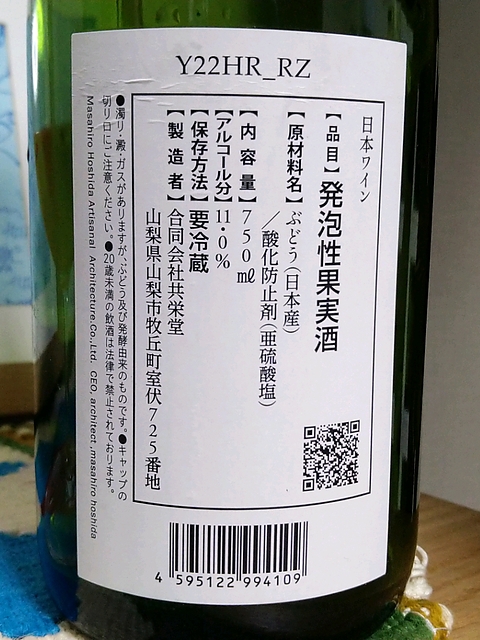 Y22HR_RZ
日本ワイン
【品目】発泡性果実酒
【原材料名】ぶどう(日本産)
／酸化防止剤(亜硫酸塩)
【内容量】750㎖
【アルコール分】11.0%
【保存方法】要冷蔵
【製造者】合同会社共栄堂
山梨県山梨市牧丘町室伏725番地
●濁り・澱・ガスがありますが、ぶどう及び発酵由来のものです。●キャップの
切り口にご注意ください。●20歳未満の飲酒は法律で禁止されております。
Masahiro Hoshida Artisanal Architecture.Co.,Ltd. CEO, architect ,masahiro hoshida
4 595122 994109